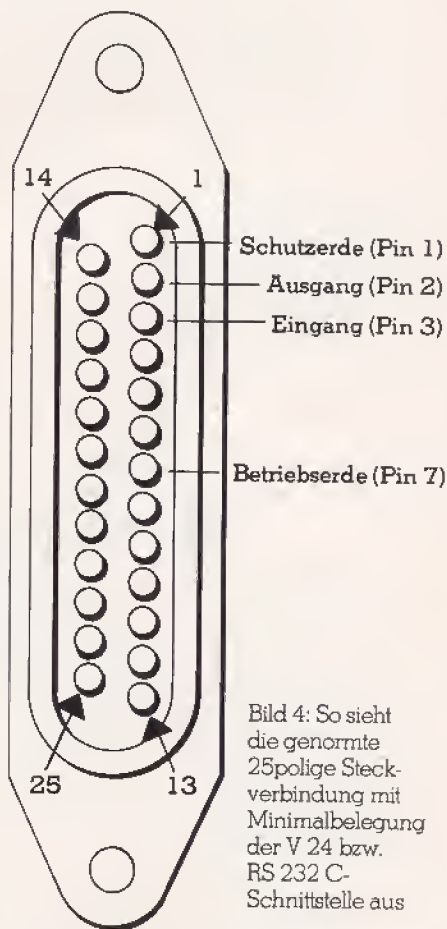 14
1
Schutzerde (Pin 1)
Ausgang (Pin 2)
Eingang (Pin 3)
Betriebserde (Pin 7)
25
13
Bild 4: So sieht
die genormte
25polige Steck-
verbindung mit
Minimalbelegung
der V 24 bzw.
RS 232 C-
Schnittstelle aus